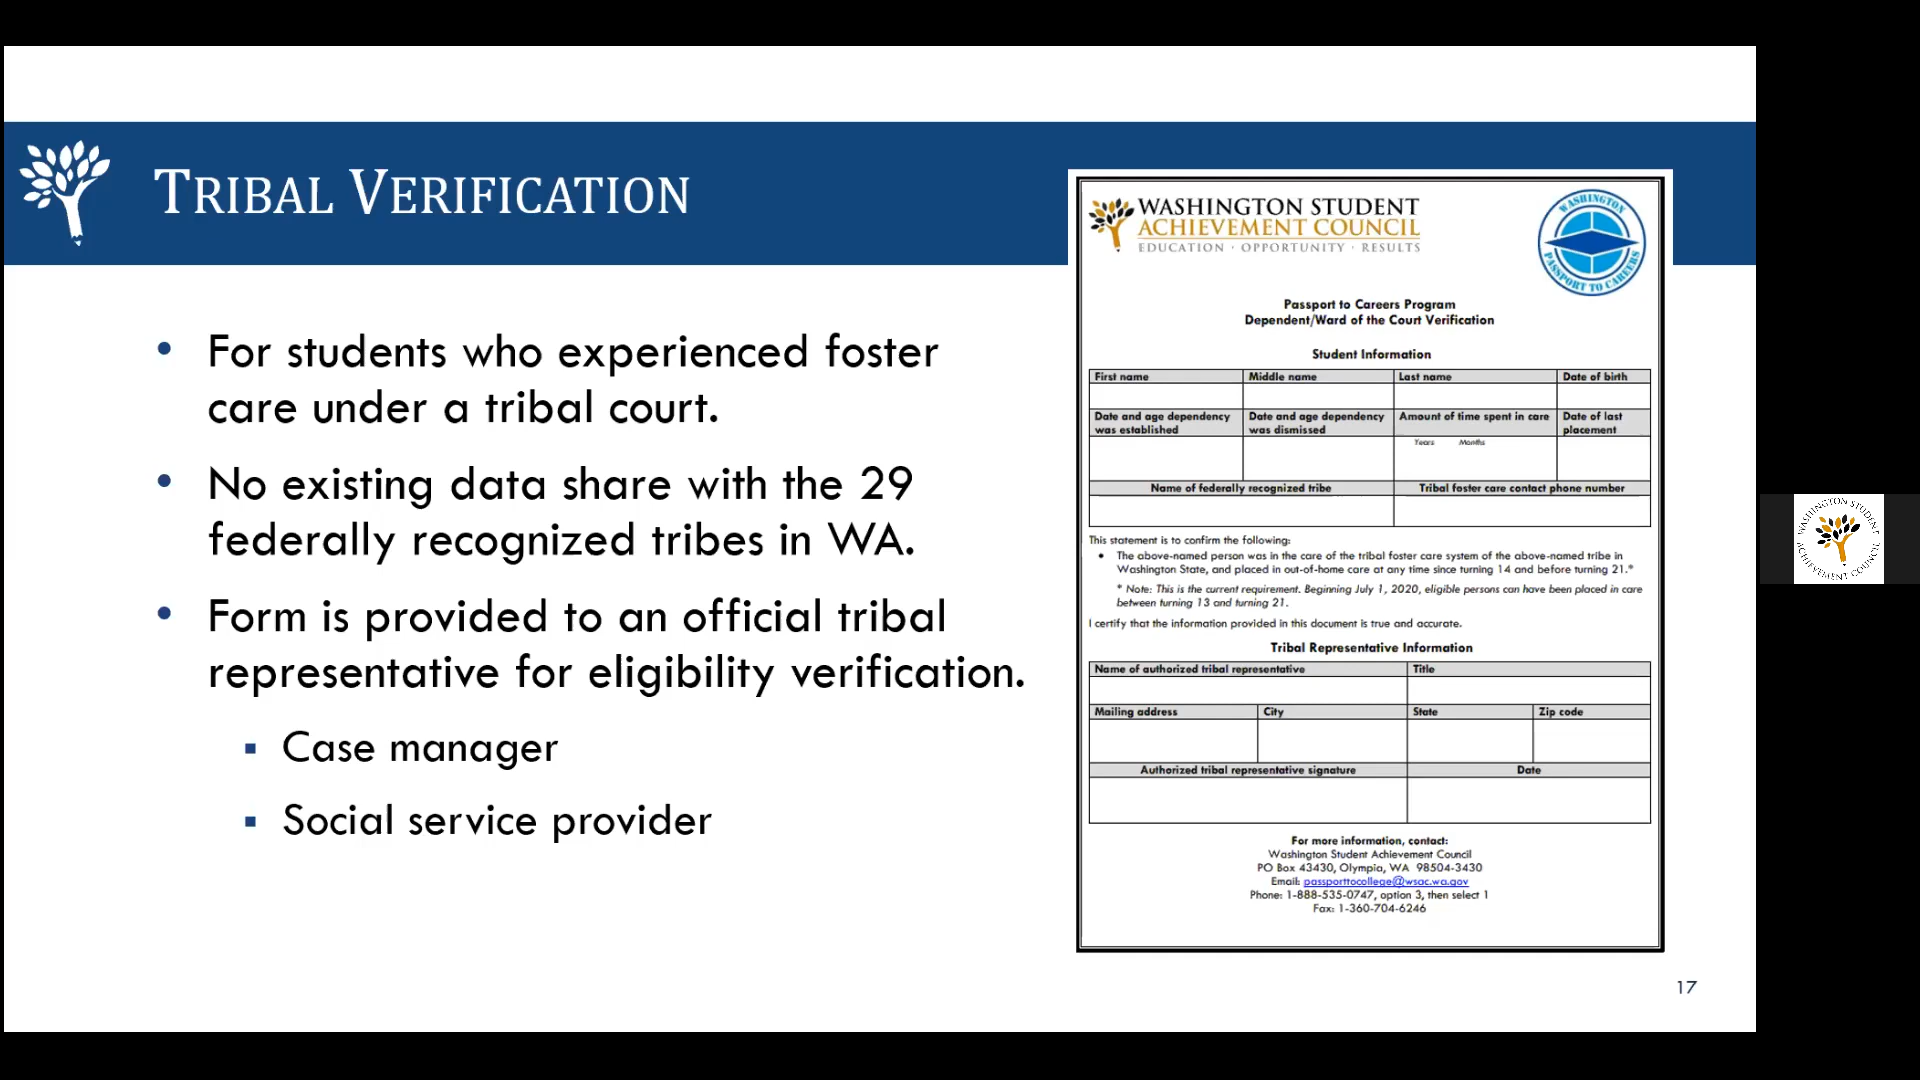 TRIBAL VERIFICATION
• For students who experienced foster
care under a tribal court.
• No existing data share with the 29
federally recognized tribes in WA.
• Form is provided to an official tribal
representative for eligibility verification.
▪ Case manager
▪ Social service provider
WASHINGTON STUDENT
ACHIEVEMENT COUNCIL
EDUCATION · OPPORTUNITY · RESULTS
WASHINGTON
PASSPORT TO CAREERS
Passport to Careers Program
Dependent/Ward of the Court Verification
Student Information
First name Middle name Last name Date of birth
Date and age dependency Date and age dependency Amount of time spent in care Date of last
was established was dismissed placement
Years Months
Name of federally recognized tribe Tribal foster care contact phone number
This statement is to confirm the following:
• The above-named person was in the care of the tribal foster care system of the above-named tribe in
Washington State, and placed in out-of-home care at any time since turning 14 and before turning 21.*
* Note: This is the current requirement. Beginning July 1, 2020, eligible persons can have been placed in care
between turning 13 and turning 21.
I certify that the information provided in this document is true and accurate.
Tribal Representative Information
Name of authorized tribal representative Title
Mailing address City State Zip code
Authorized tribal representative signature Date
For more information, contact:
Washington Student Achievement Council
PO Box 43430, Olympia, WA 98504-3430
Email: passporttocollege@wsac.wa.gov
Phone: 1-888-535-0747, option 3, then select 1
Fax: 1-360-704-6246
17
WASHINGTON STUDENT
ACHIEVEMENT COUNCIL